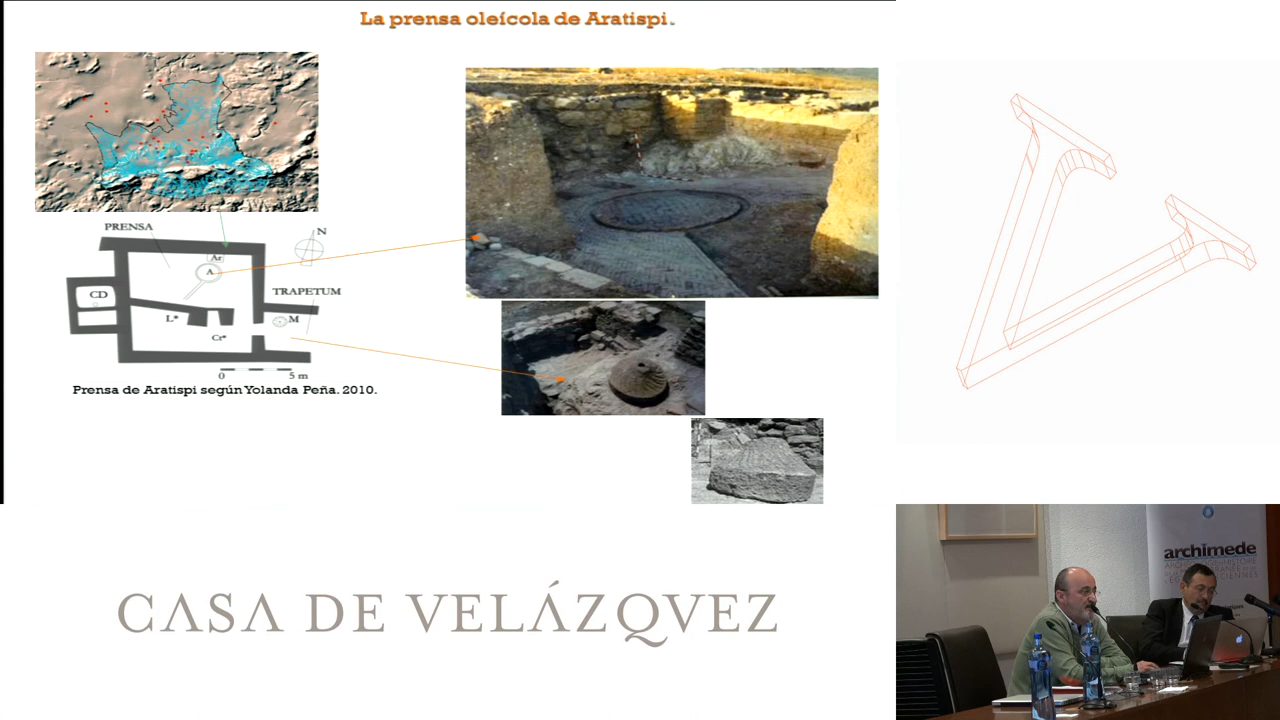 La prensa oleícola de Aratispi.
PRENSA
N
Ar
A
TRAPETUM
CD
L*
M
Cr*
0 5 m
Prensa de Aratispi según Yolanda Peña. 2010.
CASA DE VELÁZQVEZ
archimede